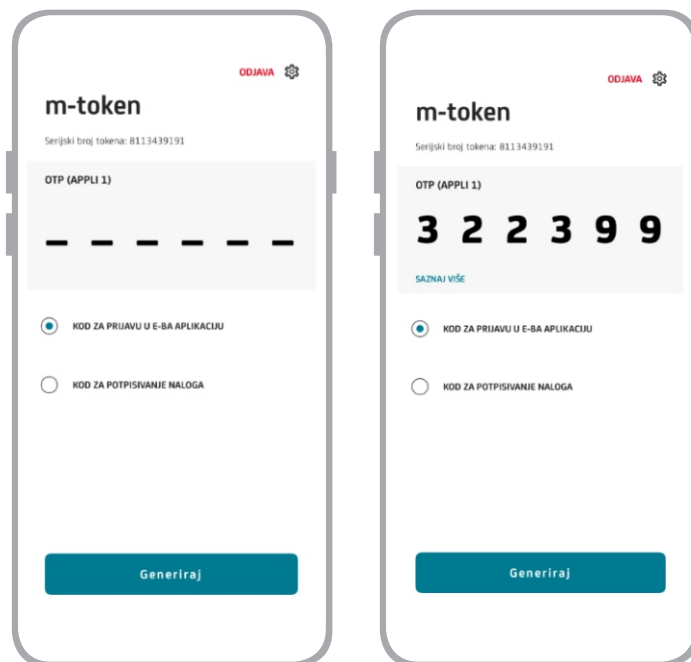 ODJAVA
m-token
Serijski broj tokena: 8113439191
OTP (APPLI 1)
_ _ _ _ _ _
KOD ZA PRIJAVU U E-BA APLIKACIJU
KOD ZA POTPISIVANJE NALOGA
Generiraj
ODJAVA
m-token
Serijski broj tokena: 8113439191
OTP (APPLI 1)
3 2 2 3 9 9
SAZNAJ VIŠE
KOD ZA PRIJAVU U E-BA APLIKACIJU
KOD ZA POTPISIVANJE NALOGA
Generiraj